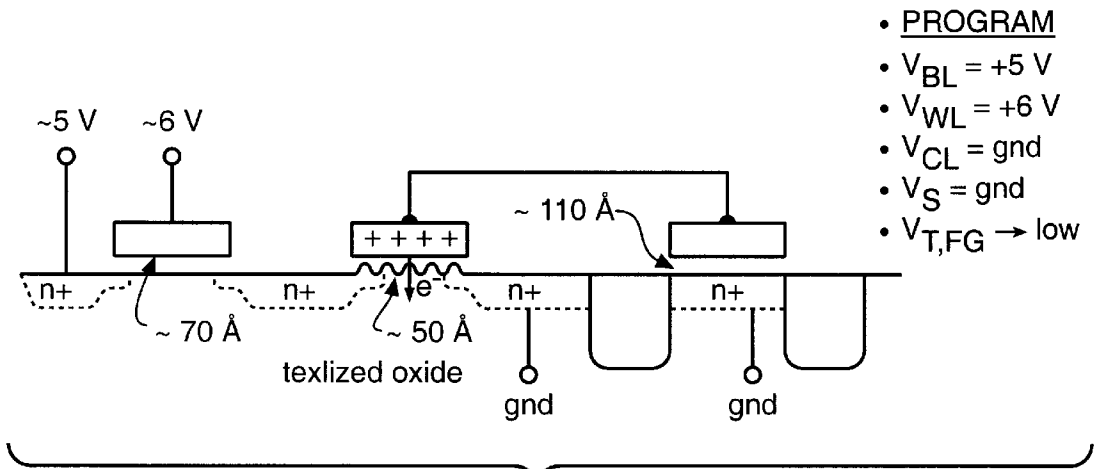 • PROGRAM
• V_BL = +5 V
• V_WL = +6 V
• V_CL = gnd
• V_S = gnd
• V_T,FG → low
~5 V ~6 V
~ 110 Å
+ + + +
n+ n+ e- n+ n+
~ 70 Å ~ 50 Å
texlized oxide
gnd gnd